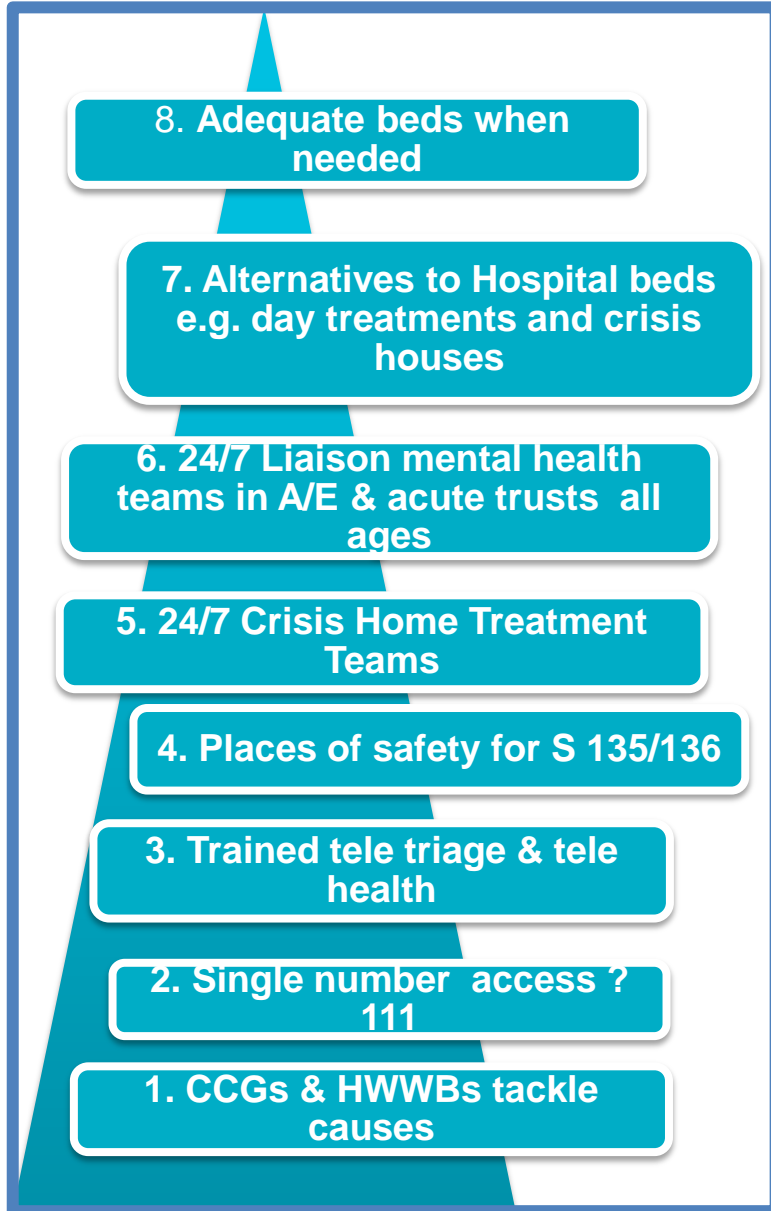 8. Adequate beds when
needed
7. Alternatives to Hospital beds
e.g. day treatments and crisis
houses
6. 24/7 Liaison mental health
teams in A/E & acute trusts  all
ages
5. 24/7 Crisis Home Treatment
Teams
4. Places of safety for S 135/136
3. Trained tele triage & tele
health
2. Single number  access ?
111
1. CCGs & HWWBs tackle
causes